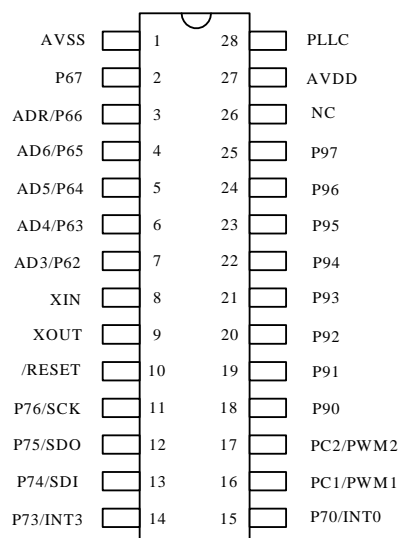 AVSS 1 28 PLLC
P67 2 27 AVDD
ADR/P66 3 26 NC
AD6/P65 4 25 P97
AD5/P64 5 24 P96
AD4/P63 6 23 P95
AD3/P62 7 22 P94
XIN 8 21 P93
XOUT 9 20 P92
/RESET 10 19 P91
P76/SCK 11 18 P90
P75/SDO 12 17 PC2/PWM2
P74/SDI 13 16 PC1/PWM1
P73/INT3 14 15 P70/INT0